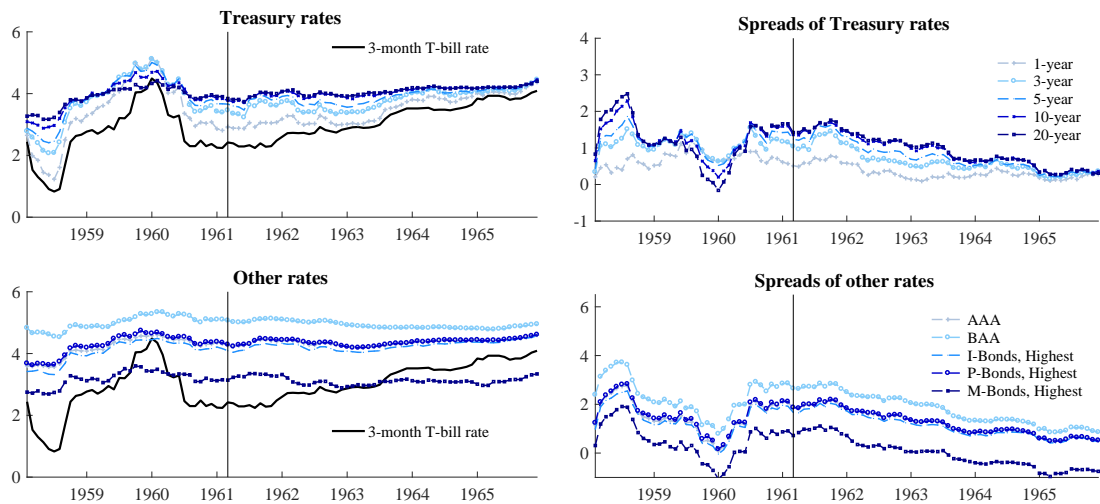 Treasury rates
6
4
2
0
3-month T-bill rate
1959 1960 1961 1962 1963 1964 1965
Spreads of Treasury rates
4
3
2
1
0
-1
1-year
3-year
5-year
10-year
20-year
1959 1960 1961 1962 1963 1964 1965
Other rates
6
4
2
0
3-month T-bill rate
1959 1960 1961 1962 1963 1964 1965
Spreads of other rates
6
4
2
0
AAA
BAA
I-Bonds, Highest
P-Bonds, Highest
M-Bonds, Highest
1959 1960 1961 1962 1963 1964 1965